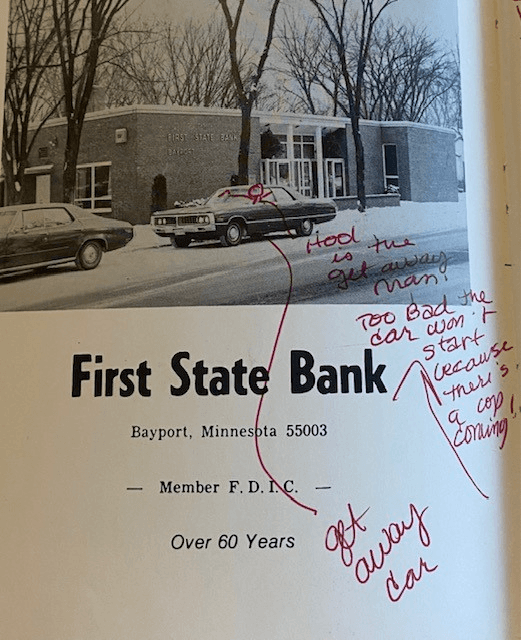 FIRST STATE BANK
Hod
is the
get away
man!
Too Bad the
car won't
start
because
there's
a cop
coming!
First State Bank
Bayport, Minnesota 55003
— Member F. D. I. C. —
Over 60 Years
get
away
car